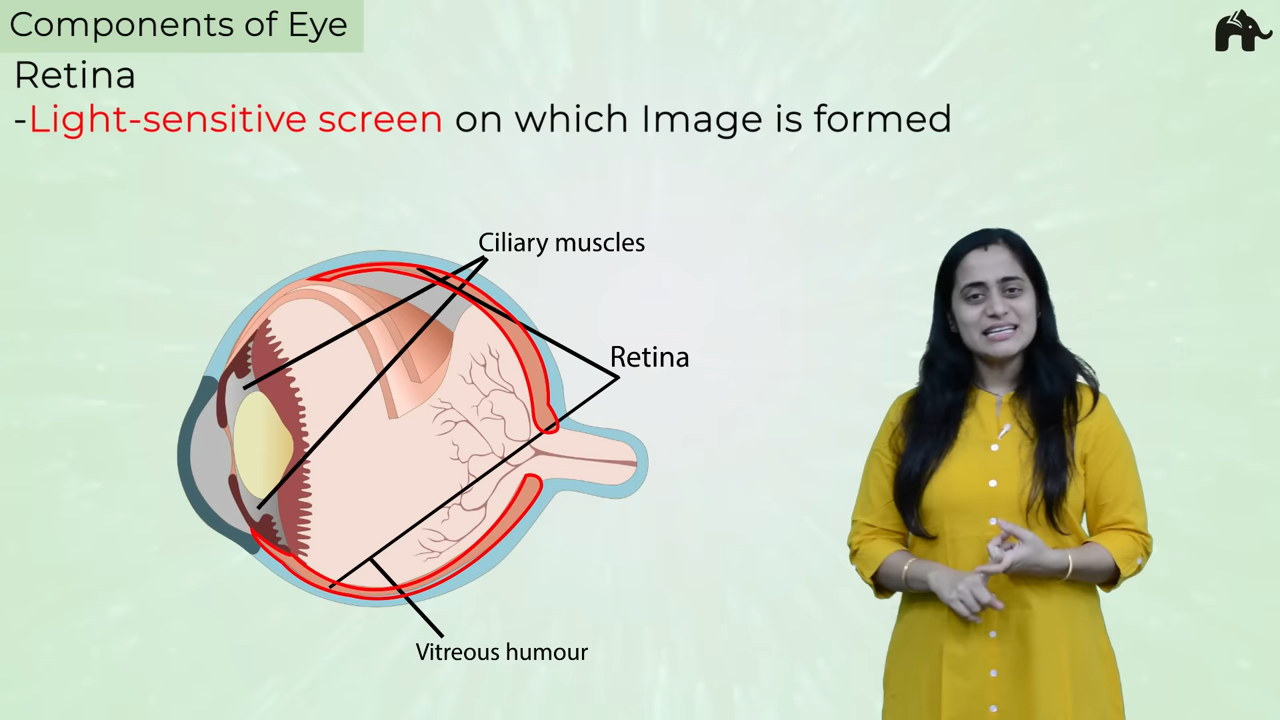 Components of Eye
Retina
-Light-sensitive screen on which Image is formed
Ciliary muscles
Retina
Vitreous humour